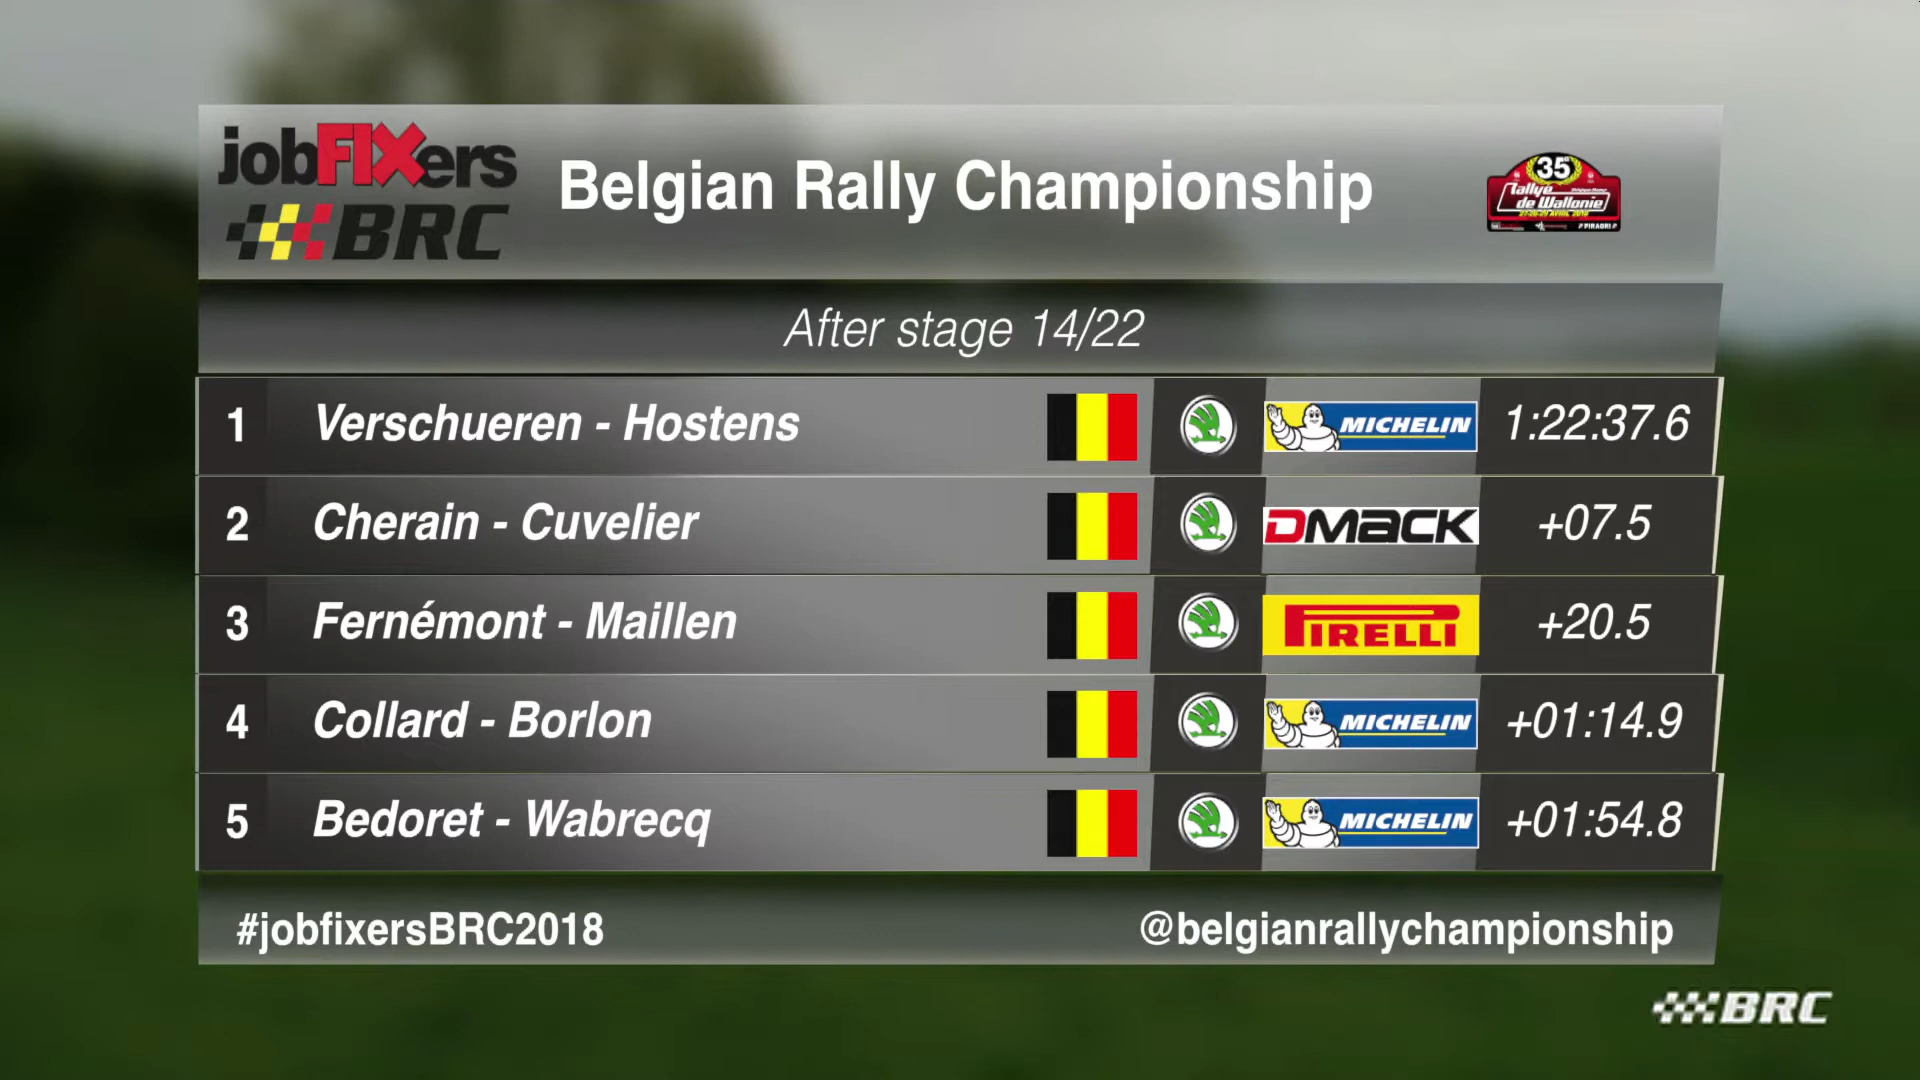 jobFIXers
BRC
Belgian Rally Championship
35e
Rallye
de Wallonie
After stage 14/22
1 Verschueren - Hostens MICHELIN 1:22:37.6
2 Cherain - Cuvelier DMACK +07.5
3 Fernémont - Maillen PIRELLI +20.5
4 Collard - Borlon MICHELIN +01:14.9
5 Bedoret - Wabrecq MICHELIN +01:54.8
#jobfixersBRC2018 @belgianrallychampionship
BRC